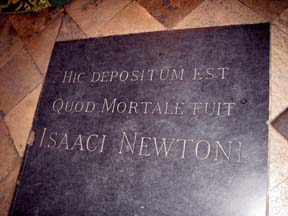 HIC DEPOSITUM EST
QUOD MORTALE FUIT
ISAACI NEWTONI